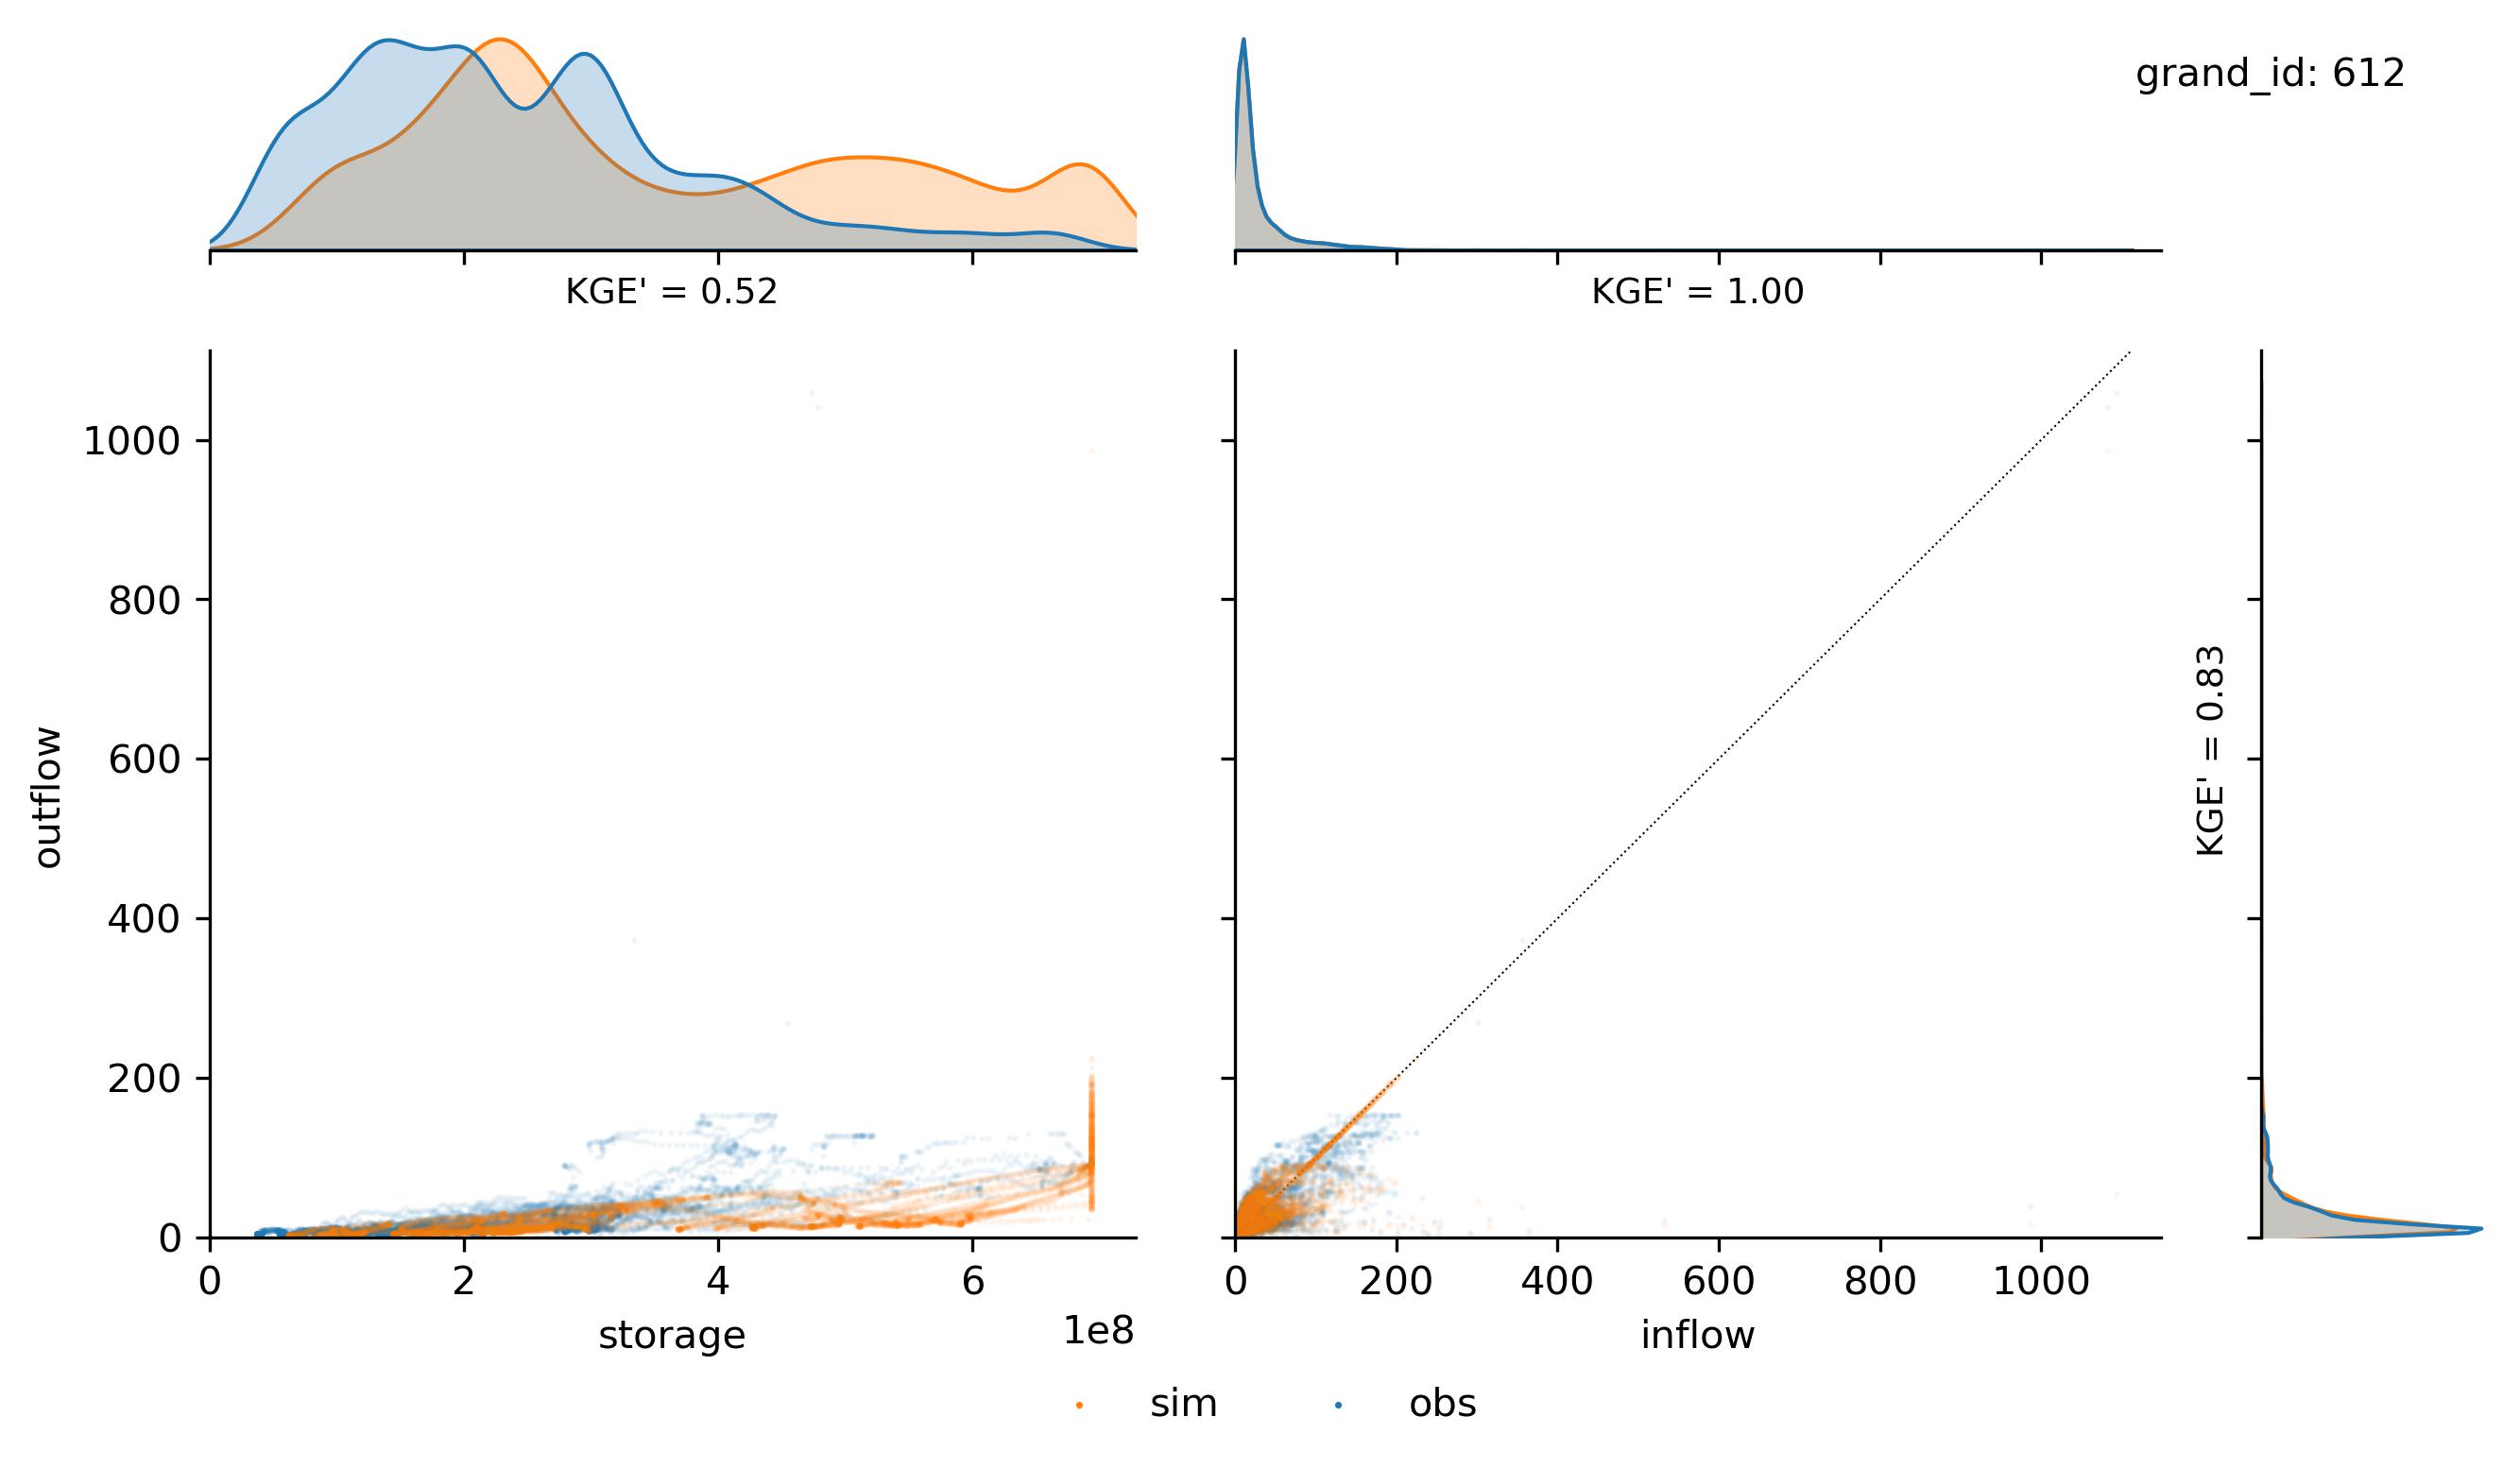 grand_id: 612
KGE' = 0.52
KGE' = 1.00
1000
800
600
400
200
0
outflow
KGE' = 0.83
0 2 4 6
1e8
storage
0 200 400 600 800 1000
inflow
sim obs